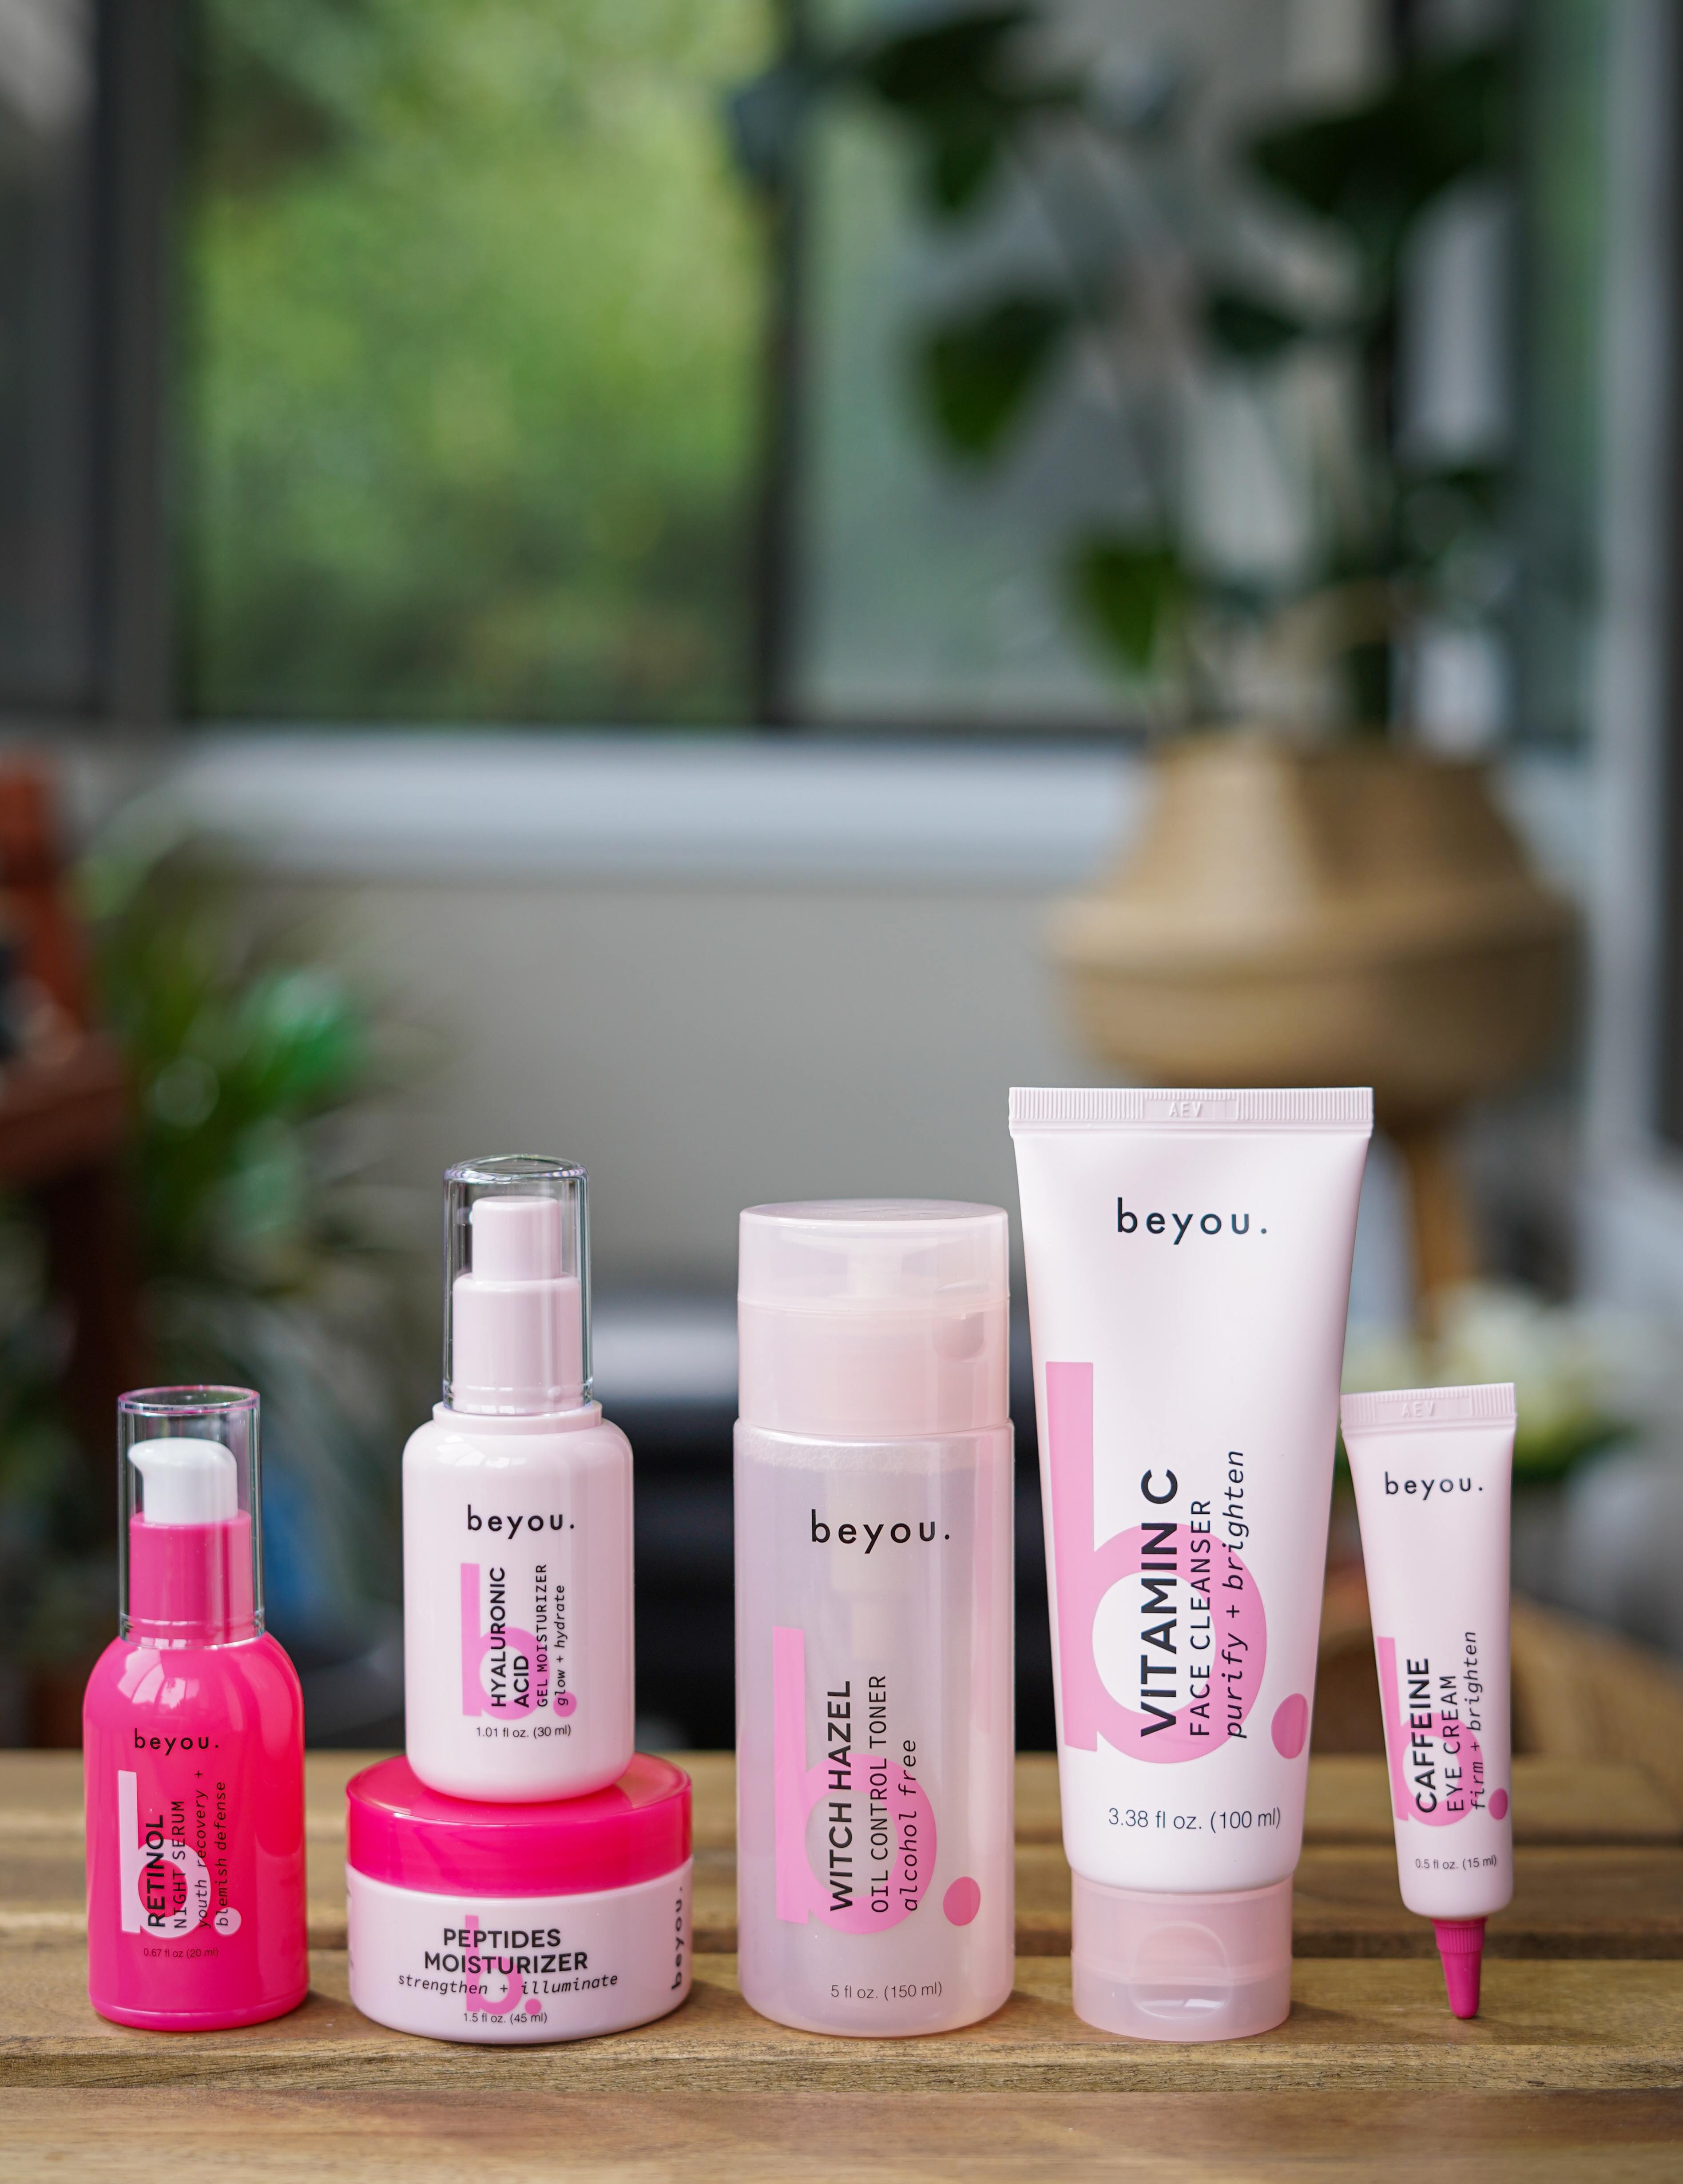 beyou.
RETINOL
NIGHT SERUM
youth recovery +
blemish defense
0.67 fl oz (20 ml)
beyou.
HYALURONIC
ACID
GEL MOISTURIZER
glow + hydrate
1.01 fl oz. (30 ml)
PEPTIDES
MOISTURIZER
strengthen + illuminate
1.5 fl oz. (45 ml)
b.
beyou.
beyou.
WITCH HAZEL
OIL CONTROL TONER
alcohol free
b.
5 fl oz. (150 ml)
AEV
beyou.
VITAMIN C
FACE CLEANSER
purify + brighten
b.
3.38 fl oz. (100 ml)
AEV
beyou.
CAFFEINE
EYE CREAM
firm + brighten
b.
0.5 fl oz. (15 ml)
b.
b.